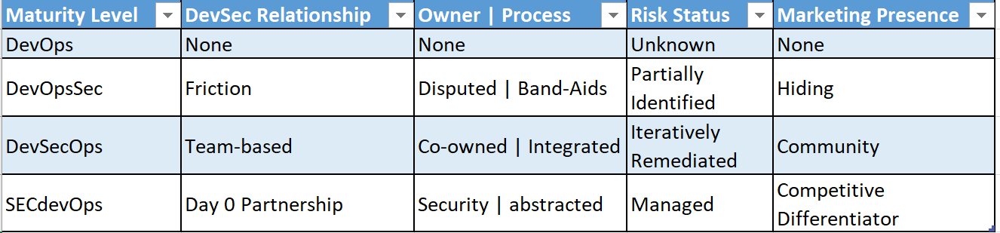 Maturity Level DevSec Relationship Owner | Process Risk Status Marketing Presence
DevOps None None Unknown None
DevOpsSec Friction Disputed | Band-Aids Partially Identified Hiding
DevSecOps Team-based Co-owned | Integrated Iteratively Remediated Community
SECdevOps Day 0 Partnership Security | abstracted Managed Competitive Differentiator